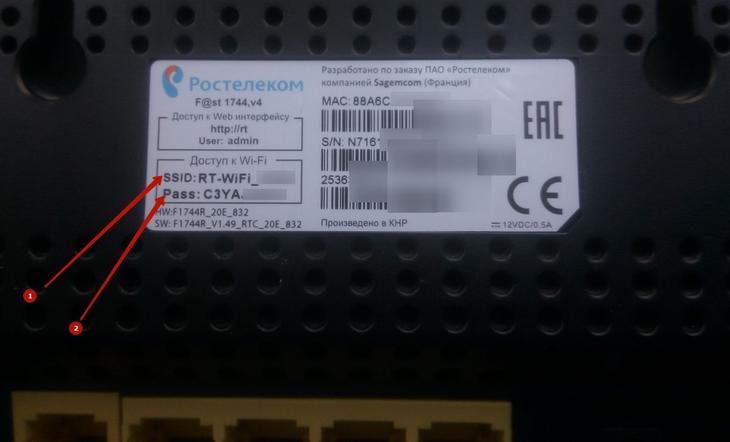 Ростелеком
F@st 1744,v4
Доступ к Web интерфейсу
http://rt
User: admin
Доступ к Wi-Fi
SSID: RT-WiFi_
Pass: C3YA
HW:F1744R_20E_832
SW: F1744R_V1.49_RTC_20E_832
Разработано по заказу ПАО «Ростелеком»
компанией Sagemcom (Франция)
MAC: 88A6C
S/N: N7161
2536
Произведено в КНР
EAC
CE
12VDC/0.5A
1
2